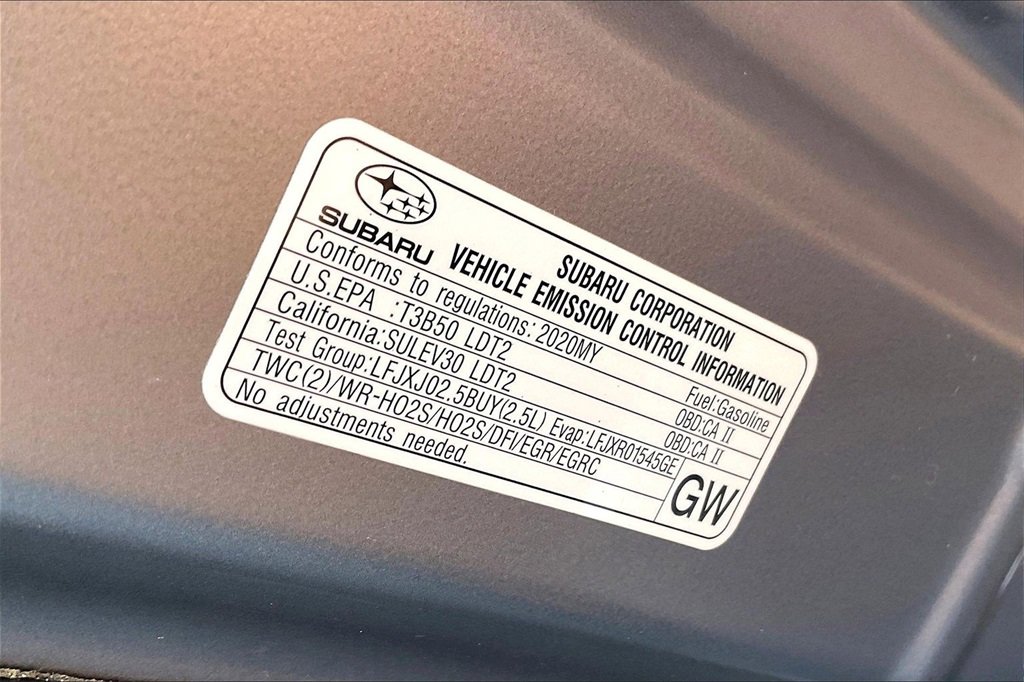 SUBARU
SUBARU CORPORATION
VEHICLE EMISSION CONTROL INFORMATION
Conforms to regulations: 2020MY Fuel:Gasoline
U.S.EPA :T3B50 LDT2 OBD:CA II
California:SULEV30 LDT2 OBD:CA II
Test Group:LFJXJ02.5BUY(2.5L) Evap:LFJXR01545GE
TWC(2)/WR-HO2S/HO2S/DFI/EGR/EGRC
No adjustments needed.
GW